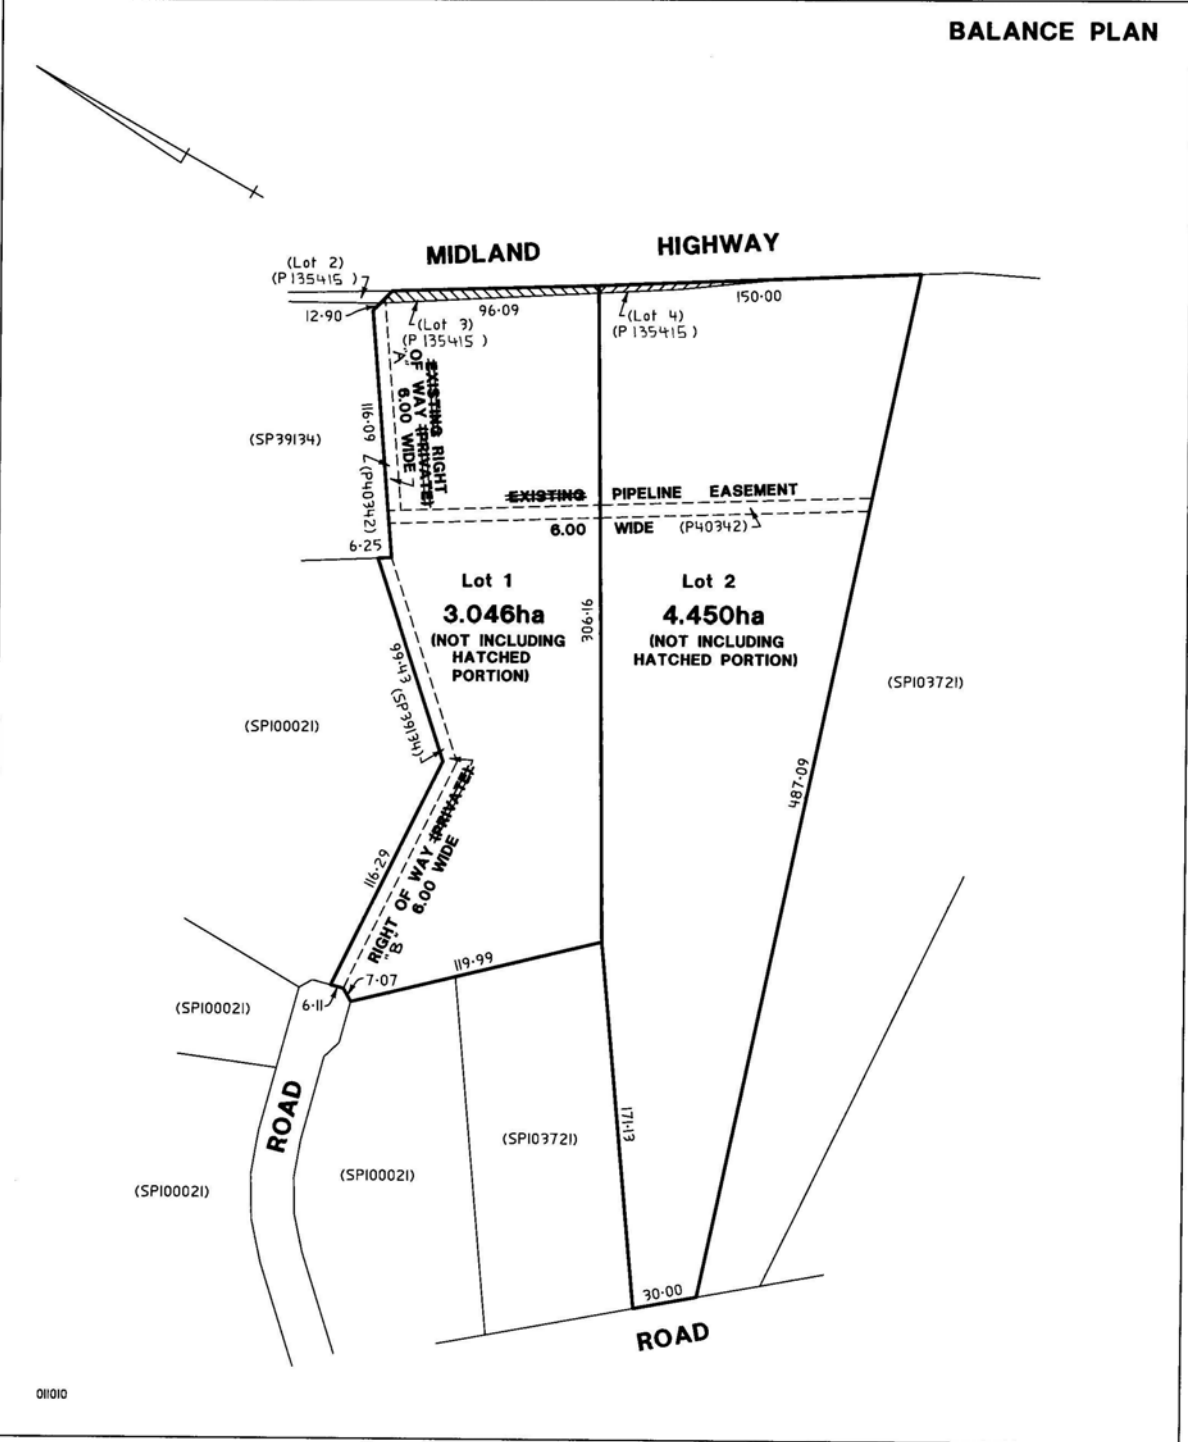 BALANCE PLAN
MIDLAND HIGHWAY
(Lot 2)
(P135415)
12·90
96·09
150·00
(Lot 3)
(P135415)
(Lot 4)
(P135415)
EXISTING RIGHT
OF WAY (PRIVATE)
"A" 6.00 WIDE
116·09 (P40342)
(SP39134)
EXISTING PIPELINE EASEMENT
6.00 WIDE (P40342)
6·25
Lot 1
3.046ha
(NOT INCLUDING
HATCHED
PORTION)
306·91
Lot 2
4.450ha
(NOT INCLUDING
HATCHED PORTION)
99·43 (SP39134)
(SP100021)
(SP103721)
487·09
116·29
RIGHT OF WAY (PRIVATE)
"B" 6.00 WIDE
119·99
7·07
6·11
(SP100021)
ROAD
171·13
(SP103721)
(SP100021)
(SP100021)
30·00
ROAD
011010